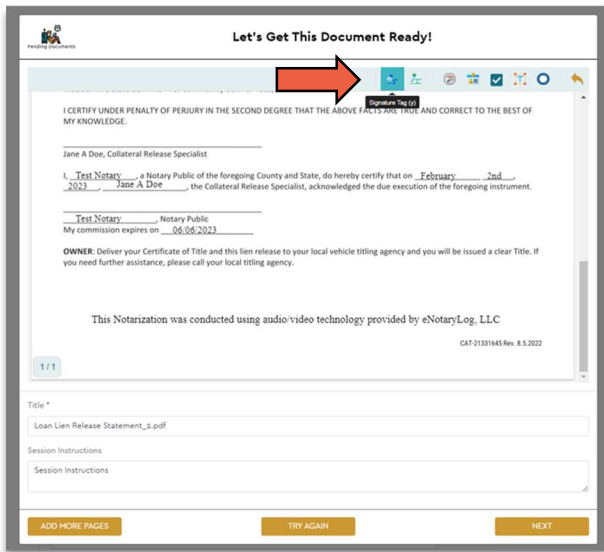 Pending Documents
Let's Get This Document Ready!
Signature Tag (y)
I CERTIFY UNDER PENALTY OF PERJURY IN THE SECOND DEGREE THAT THE ABOVE FACTS ARE TRUE AND CORRECT TO THE BEST OF
MY KNOWLEDGE.
Jane A Doe, Collateral Release Specialist
I, Test Notary, a Notary Public of the foregoing County and State, do hereby certify that on February 2nd,
2023, Jane A Doe, the Collateral Release Specialist, acknowledged the due execution of the foregoing instrument.
Test Notary, Notary Public
My commission expires on 06/06/2023
OWNER: Deliver your Certificate of Title and this lien release to your local vehicle titling agency and you will be issued a clear Title. If
you need further assistance, please call your local titling agency.
This Notarization was conducted using audio/video technology provided by eNotaryLog, LLC
CAT-21331645 Rev. 8.5.2022
1/1
Title *
Loan Lien Release Statement_2.pdf
Session Instructions
Session Instructions
ADD MORE PAGES
TRY AGAIN
NEXT